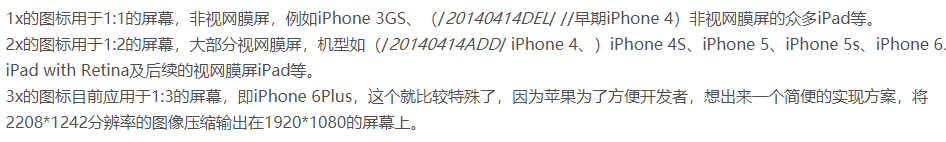 1x的图标用于1:1的屏幕，非视网膜屏，例如iPhone 3GS、（/20140414DEL/ //早期iPhone 4）非视网膜屏的众多iPad等。
2x的图标用于1:2的屏幕，大部分视网膜屏，机型如（/20140414ADD/ iPhone 4、）iPhone 4S、iPhone 5、iPhone 5s、iPhone 6、
iPad with Retina及后续的视网膜屏iPad等。
3x的图标目前应用于1:3的屏幕，即iPhone 6Plus，这个就比较特殊了，因为苹果为了方便开发者，想出来一个简便的实现方案，将
2208*1242分辨率的图像压缩输出在1920*1080的屏幕上。